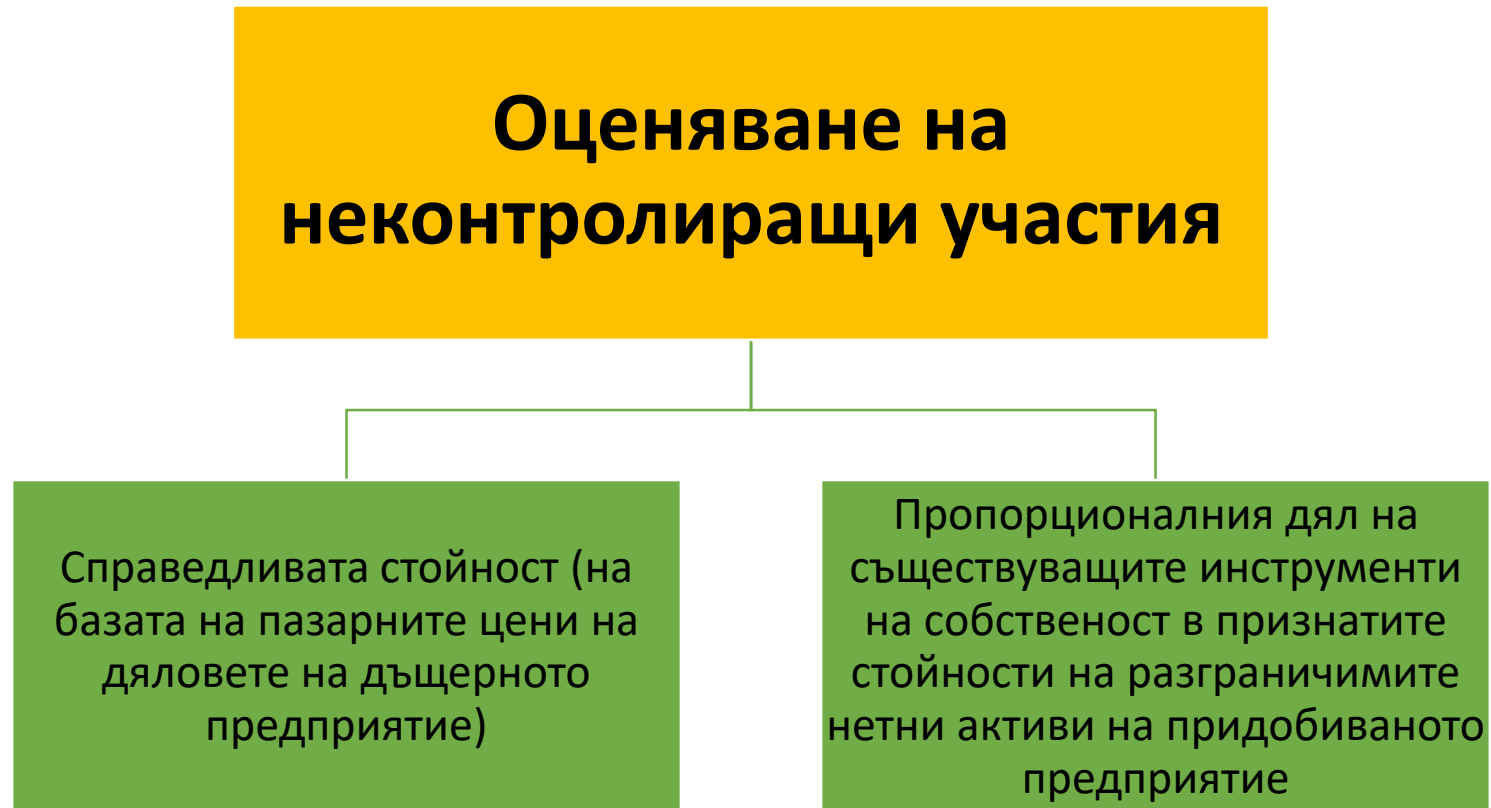 Оценяване на
неконтролиращи участия
Справедливата стойност (на
базата на пазарните цени на
дяловете на дъщерното
предприятие)
Пропорционалния дял на
съществуващите инструменти
на собственост в признатите
стойности на разграничимите
нетни активи на придобиваното
предприятие